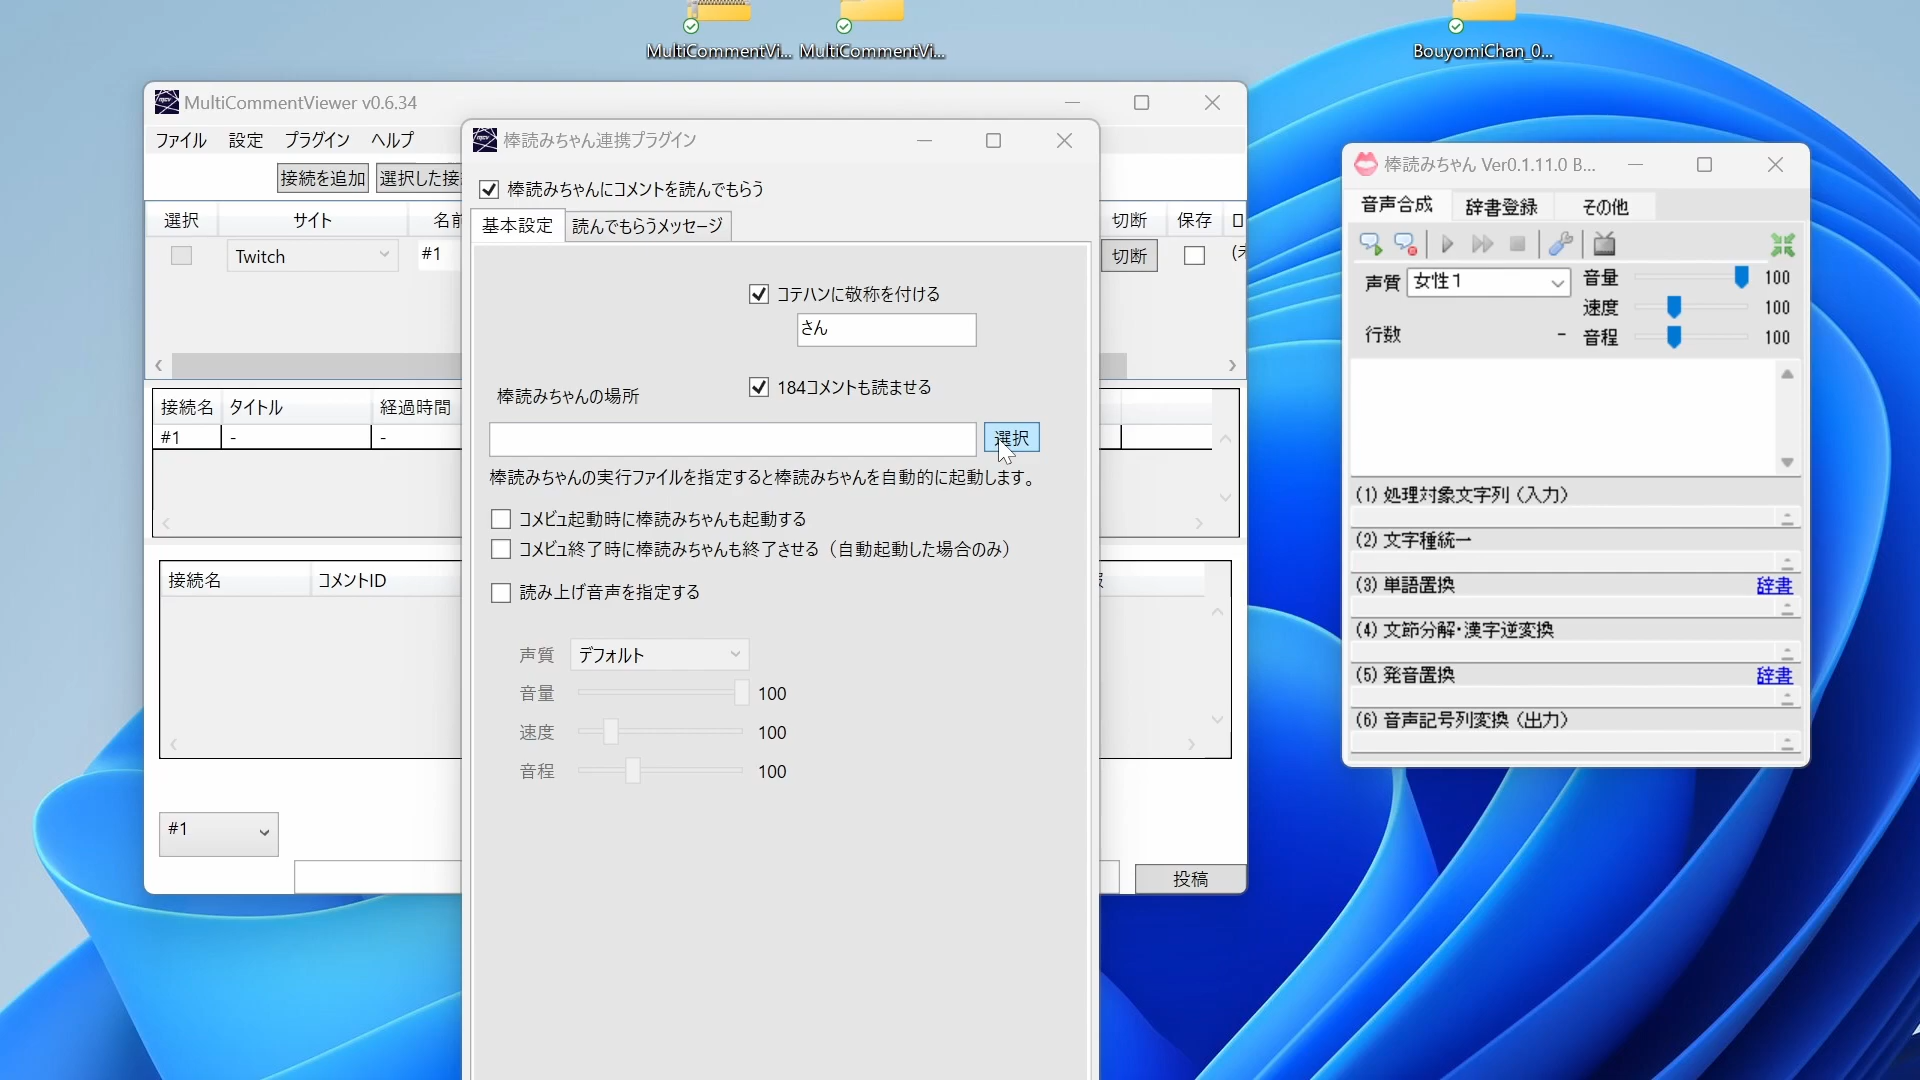 MultiCommentVi...
MultiCommentVi...
BouyomiChan_0...
MultiCommentViewer v0.6.34
ファイル 設定 プラグイン ヘルプ
接続を追加
選択した接
選択 サイト 名前
Twitch
#1
切断 保存
切断
接続名 タイトル 経過時間
#1 - -
接続名 コメントID
#1
投稿
棒読みちゃん連携プラグイン
棒読みちゃんにコメントを読んでもらう
基本設定 読んでもらうメッセージ
コテハンに敬称を付ける
さん
184コメントも読ませる
棒読みちゃんの場所
選択
棒読みちゃんの実行ファイルを指定すると棒読みちゃんを自動的に起動します。
コメビュ起動時に棒読みちゃんも起動する
コメビュ終了時に棒読みちゃんも終了させる（自動起動した場合のみ）
読み上げ音声を指定する
声質 デフォルト
音量 100
速度 100
音程 100
棒読みちゃん Ver0.1.11.0 B...
音声合成 辞書登録 その他
声質 女性1
音量 100
速度 100
行数 -
音程 100
(1) 処理対象文字列（入力）
(2) 文字種統一
(3) 単語置換 辞書
(4) 文節分解・漢字逆変換
(5) 発音置換 辞書
(6) 音声記号列変換（出力）